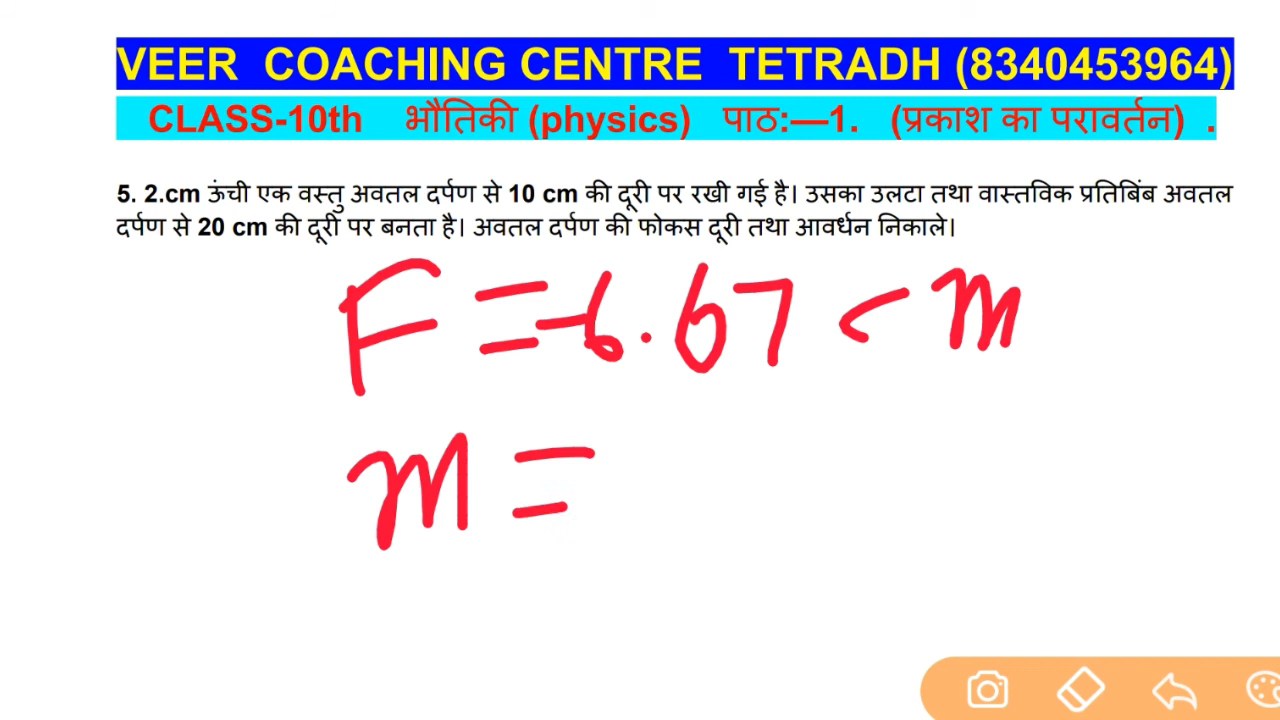 VEER COACHING CENTRE TETRADH (8340453964)
CLASS-10th भौतिकी (physics) पाठ:—1. (प्रकाश का परावर्तन) .
5. 2.cm ऊंची एक वस्तु अवतल दर्पण से 10 cm की दूरी पर रखी गई है। उसका उलटा तथा वास्तविक प्रतिबिंब अवतल
दर्पण से 20 cm की दूरी पर बनता है। अवतल दर्पण की फोकस दूरी तथा आवर्धन निकाले।
F = -6.67 cm
m =